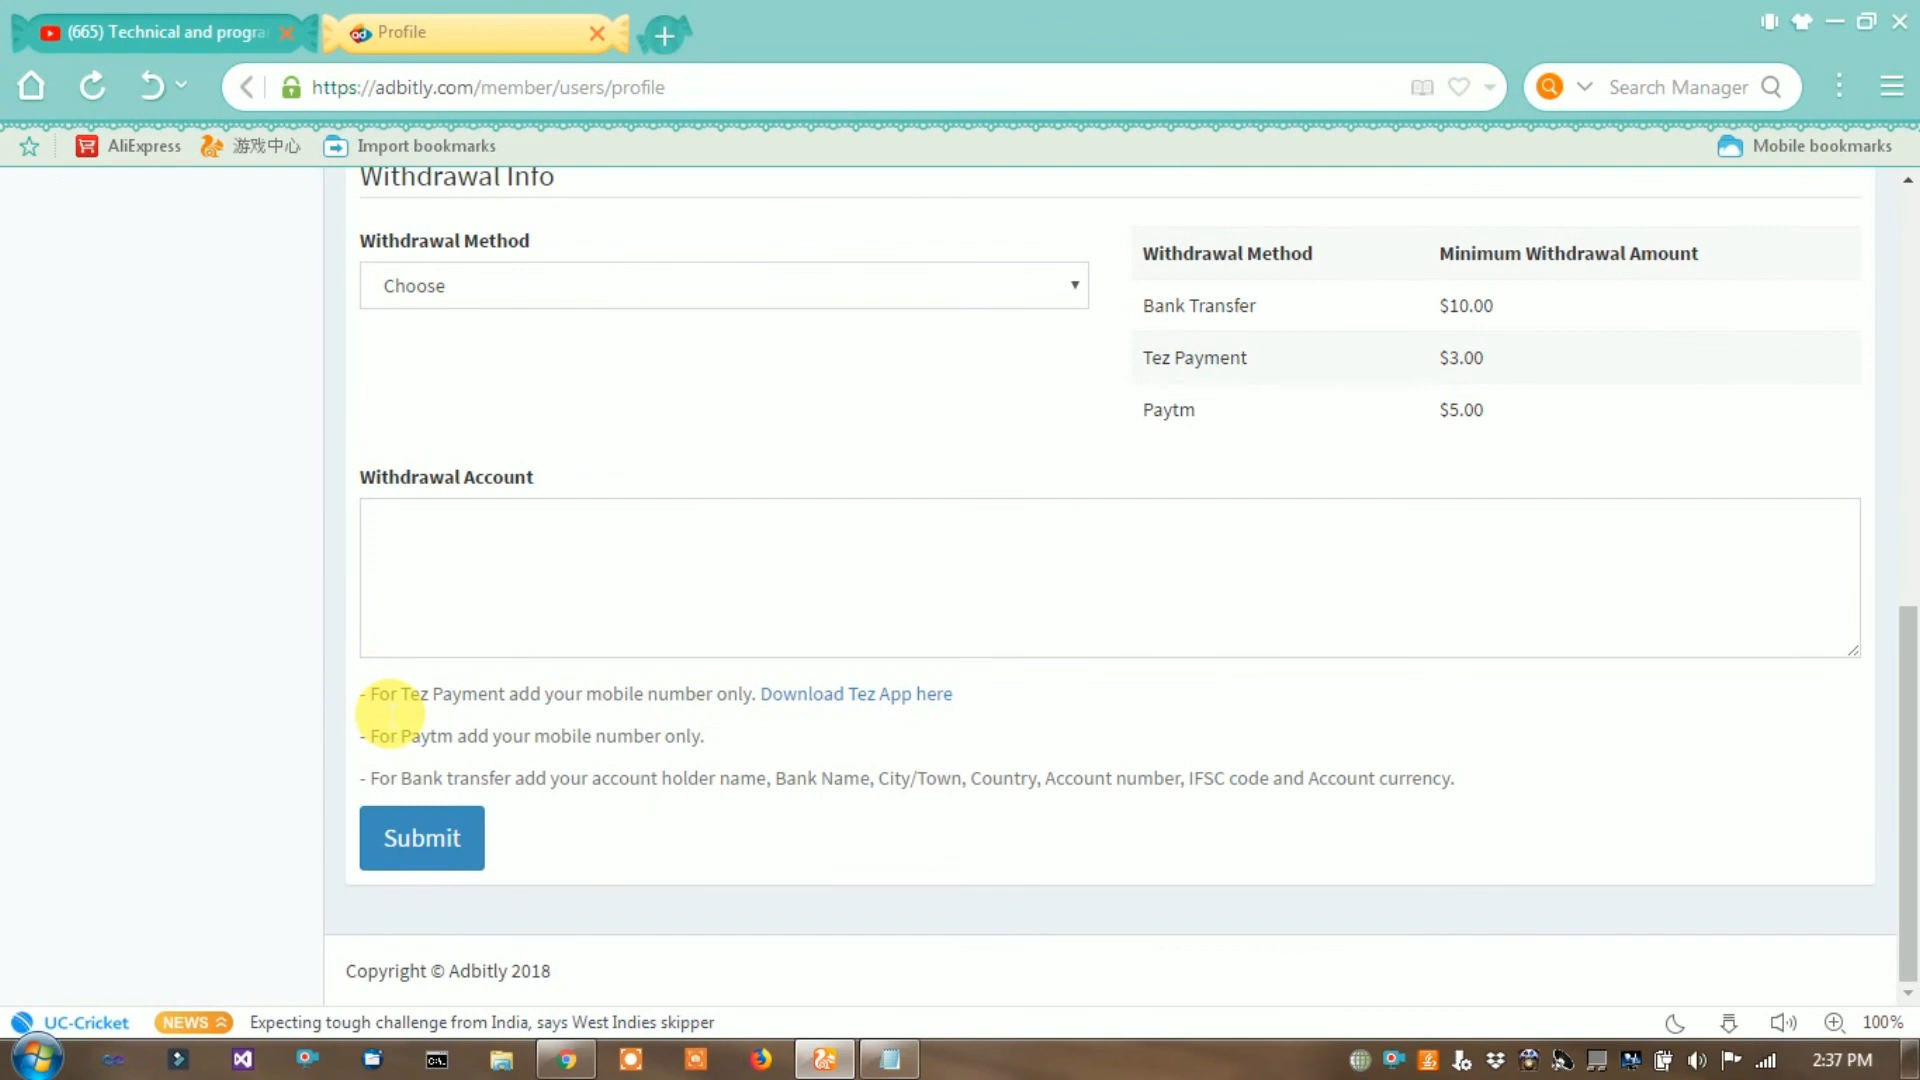 (665) Technical and progra
Profile
https://adbitly.com/member/users/profile
Search Manager
AliExpress
游戏中心
Import bookmarks
Mobile bookmarks
Withdrawal Info
Withdrawal Method
Choose
Withdrawal Method Minimum Withdrawal Amount
Bank Transfer $10.00
Tez Payment $3.00
Paytm $5.00
Withdrawal Account
- For Tez Payment add your mobile number only. Download Tez App here
- For Paytm add your mobile number only.
- For Bank transfer add your account holder name, Bank Name, City/Town, Country, Account number, IFSC code and Account currency.
Submit
Copyright © Adbitly 2018
UC-Cricket
NEWS
Expecting tough challenge from India, says West Indies skipper
100%
2:37 PM